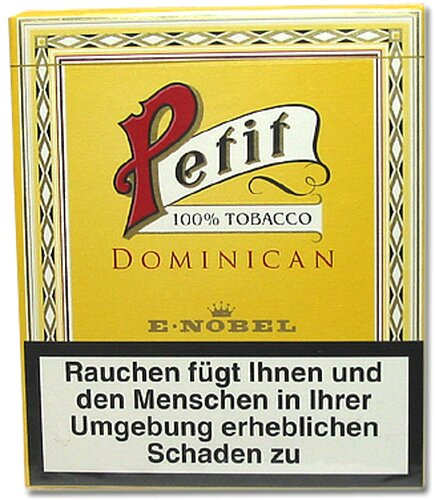 Petit
100% TOBACCO
DOMINICAN
E·NOBEL
Rauchen fügt Ihnen und
den Menschen in Ihrer
Umgebung erheblichen
Schaden zu